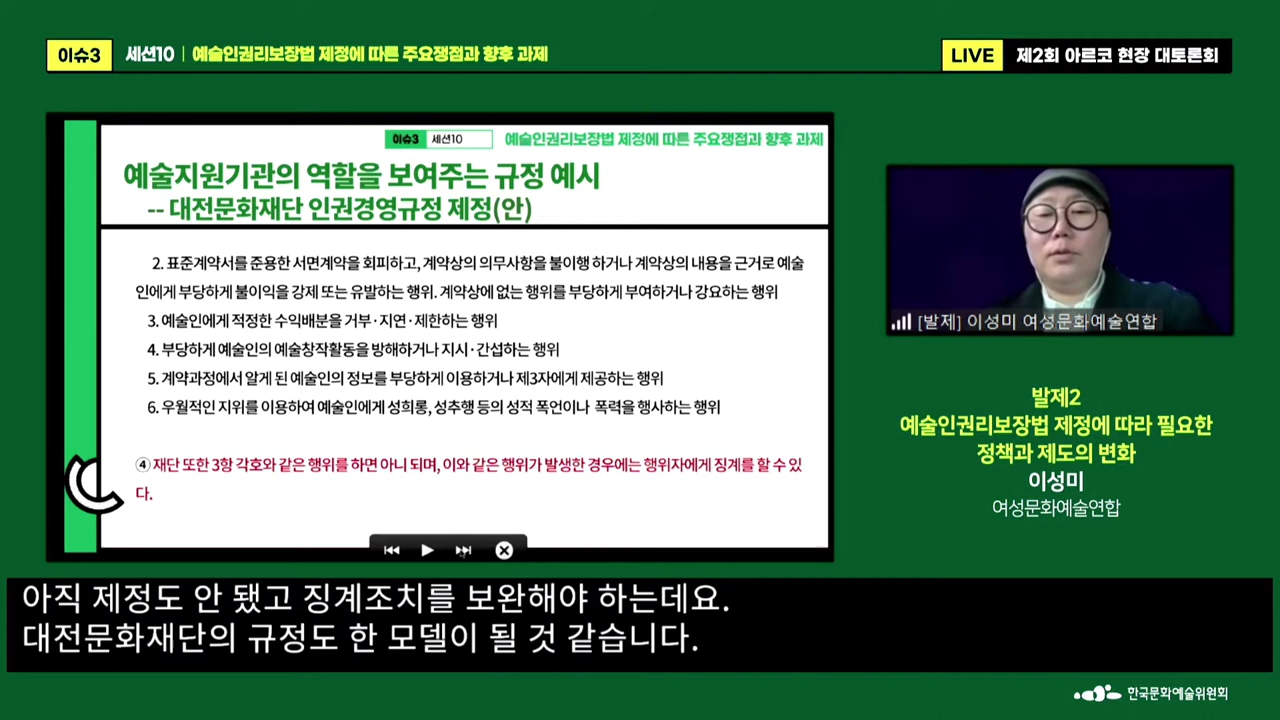 이슈3 세션10 | 예술인권리보장법 제정에 따른 주요쟁점과 향후 과제
LIVE 제2회 아르코 현장 대토론회
이슈3 세션10 예술인권리보장법 제정에 따른 주요쟁점과 향후 과제
예술지원기관의 역할을 보여주는 규정 예시
-- 대전문화재단 인권경영규정 제정(안)
2. 표준계약서를 준용한 서면계약을 회피하고, 계약상의 의무사항을 불이행 하거나 계약상의 내용을 근거로 예술
인에게 부당하게 불이익을 강제 또는 유발하는 행위. 계약상에 없는 행위를 부당하게 부여하거나 강요하는 행위
3. 예술인에게 적정한 수익배분을 거부·지연·제한하는 행위
4. 부당하게 예술인의 예술창작활동을 방해하거나 지시·간섭하는 행위
5. 계약과정에서 알게 된 예술인의 정보를 부당하게 이용하거나 제3자에게 제공하는 행위
6. 우월적인 지위를 이용하여 예술인에게 성희롱, 성추행 등의 성적 폭언이나 폭력을 행사하는 행위
④ 재단 또한 3항 각호와 같은 행위를 하면 아니 되며, 이와 같은 행위가 발생한 경우에는 행위자에게 징계를 할 수 있
다.
[발제] 이성미 여성문화예술연합
발제2
예술인권리보장법 제정에 따라 필요한
정책과 제도의 변화
이성미
여성문화예술연합
아직 제정도 안 됐고 징계조치를 보완해야 하는데요.
대전문화재단의 규정도 한 모델이 될 것 같습니다.
한국문화예술위원회